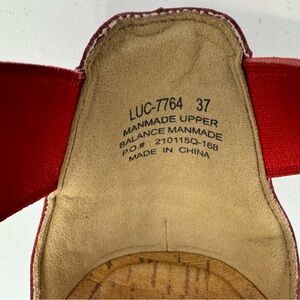 LUC-7764 37
MANMADE UPPER
BALANCE MANMADE
P.O # : 210115Q-168
MADE IN CHINA